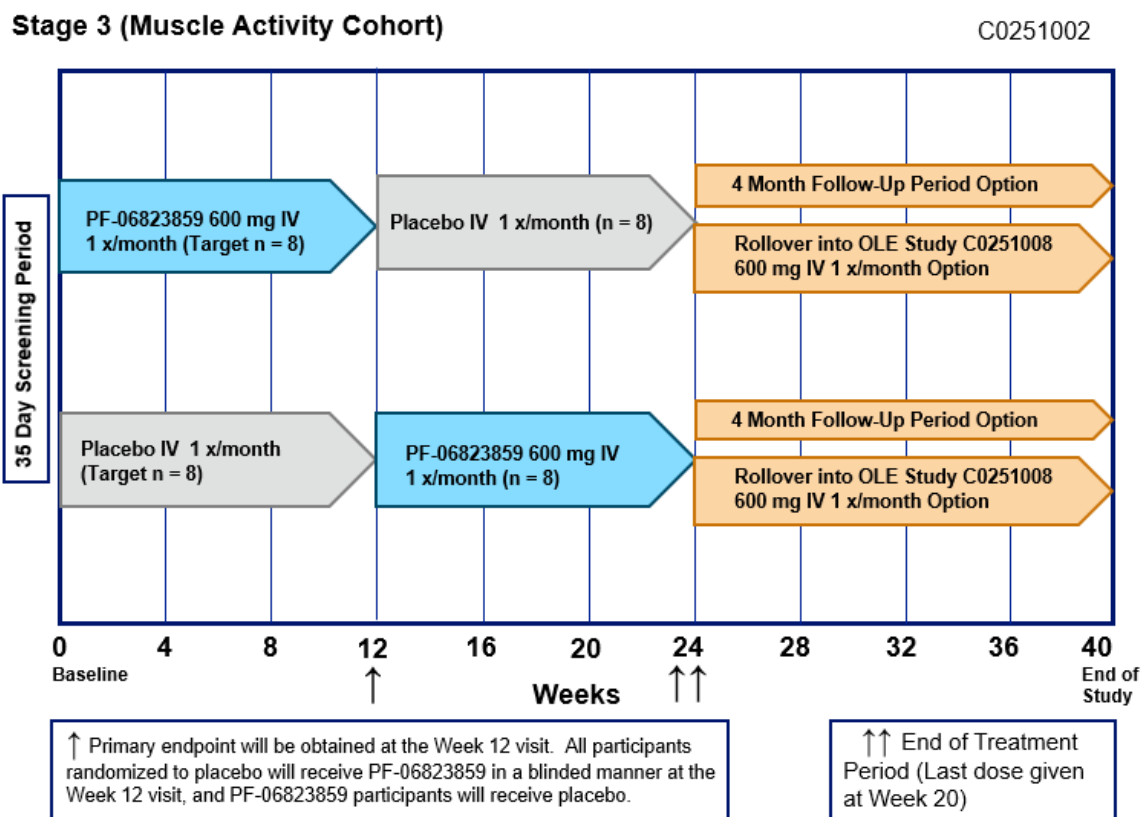 Stage 3 (Muscle Activity Cohort)
C0251002
35 Day Screening Period
PF-06823859 600 mg IV
1 x/month (Target n = 8)
Placebo IV 1 x/month (n = 8)
4 Month Follow-Up Period Option
Rollover into OLE Study C0251008
600 mg IV 1 x/month Option
Placebo IV 1 x/month
(Target n = 8)
PF-06823859 600 mg IV
1 x/month (n = 8)
4 Month Follow-Up Period Option
Rollover into OLE Study C0251008
600 mg IV 1 x/month Option
0 4 8 12 16 20 24 28 32 36 40
Baseline
↑
Weeks
↑↑
End of
Study
↑ Primary endpoint will be obtained at the Week 12 visit. All participants
randomized to placebo will receive PF-06823859 in a blinded manner at the
Week 12 visit, and PF-06823859 participants will receive placebo.
↑↑ End of Treatment
Period (Last dose given
at Week 20)